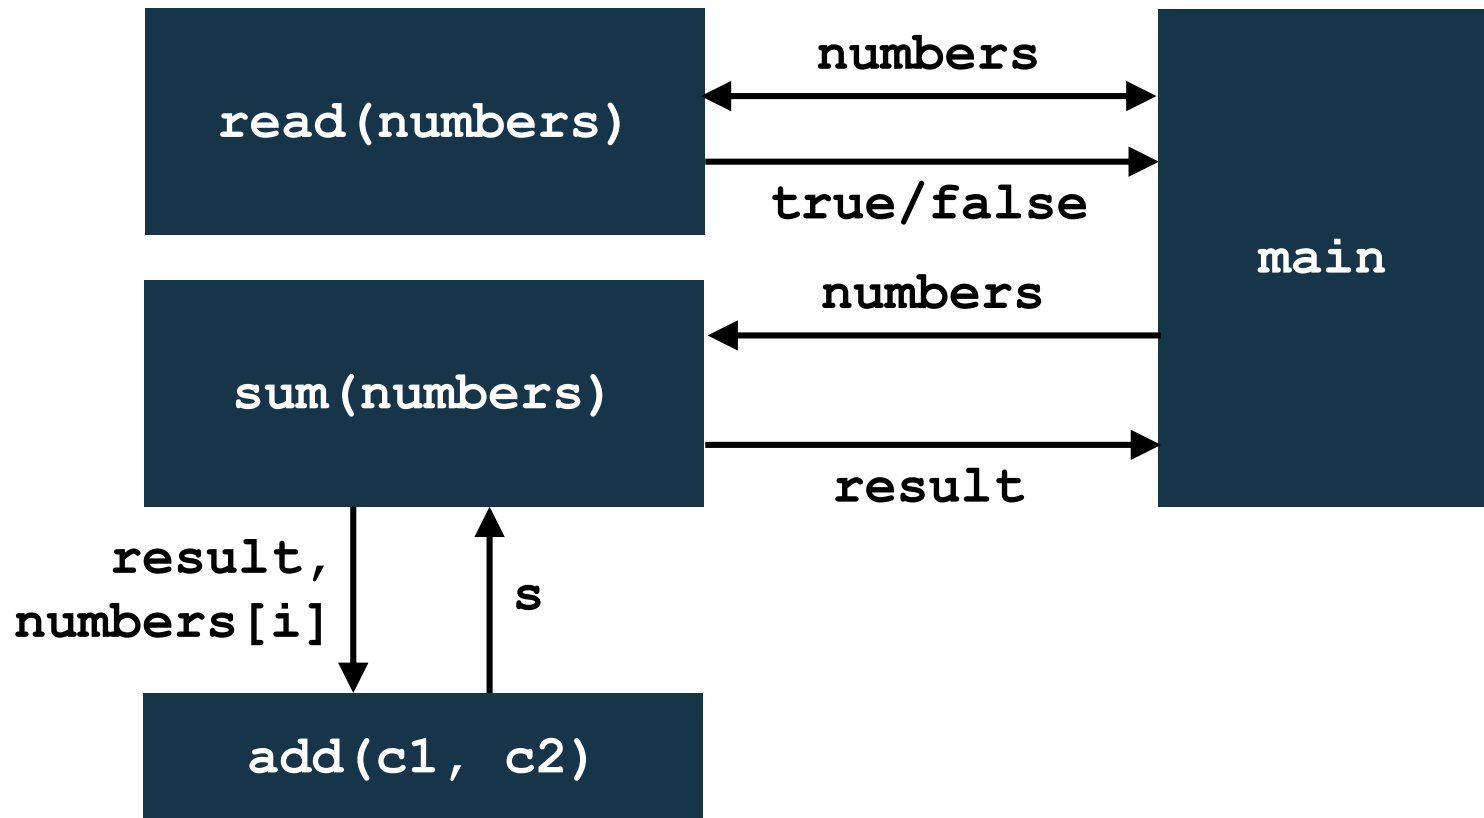 numbers
read(numbers)
true/false
main
numbers
sum(numbers)
result
result,
numbers[i]
s
add(c1, c2)